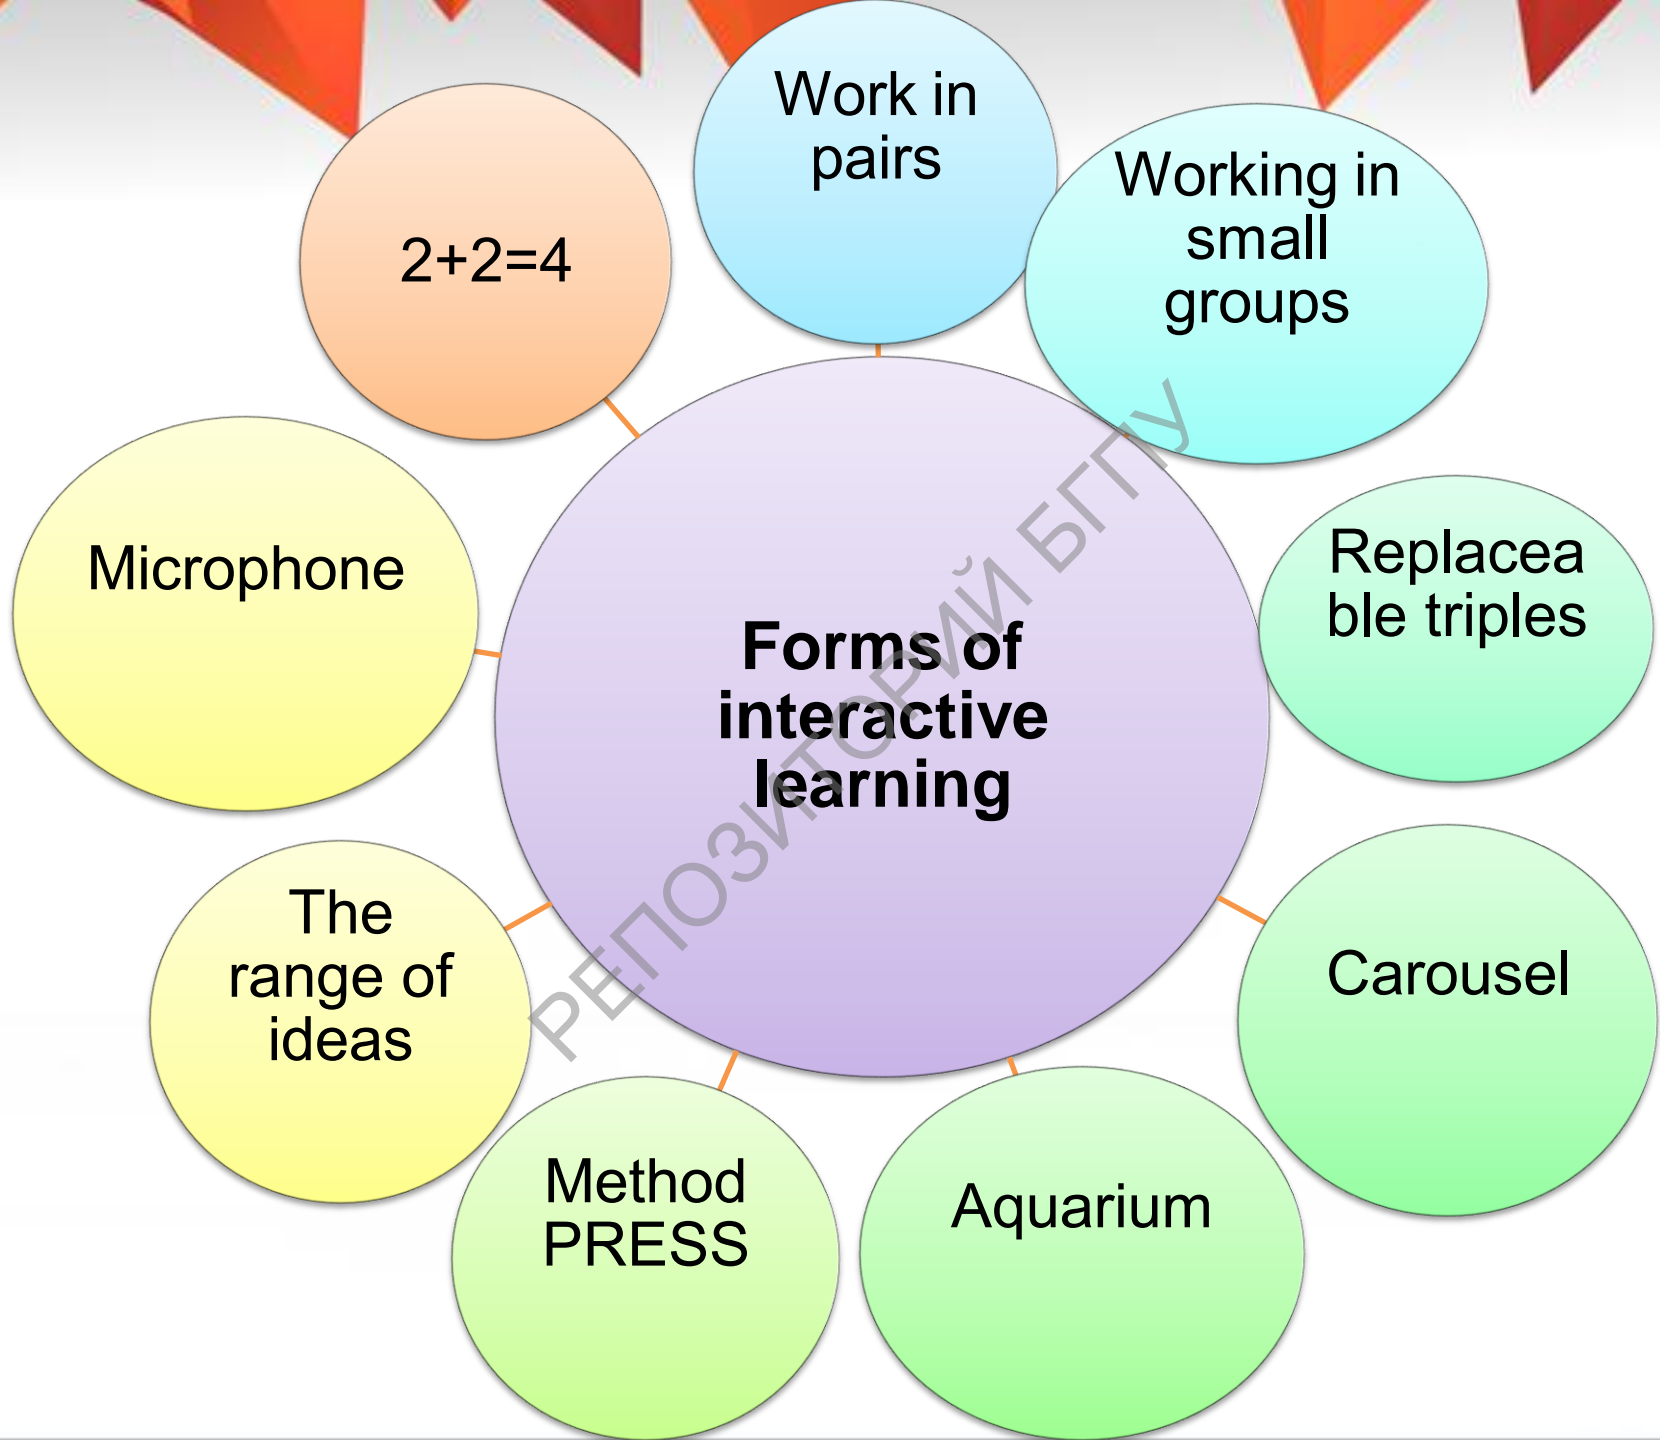 Work in
pairs
Working in
small
groups
2+2=4
Microphone
Replacea
ble triples
Forms of
interactive
learning
The
range of
ideas
Carousel
Method
PRESS
Aquarium
РЕПОЗИТОРИЙ БГПУ